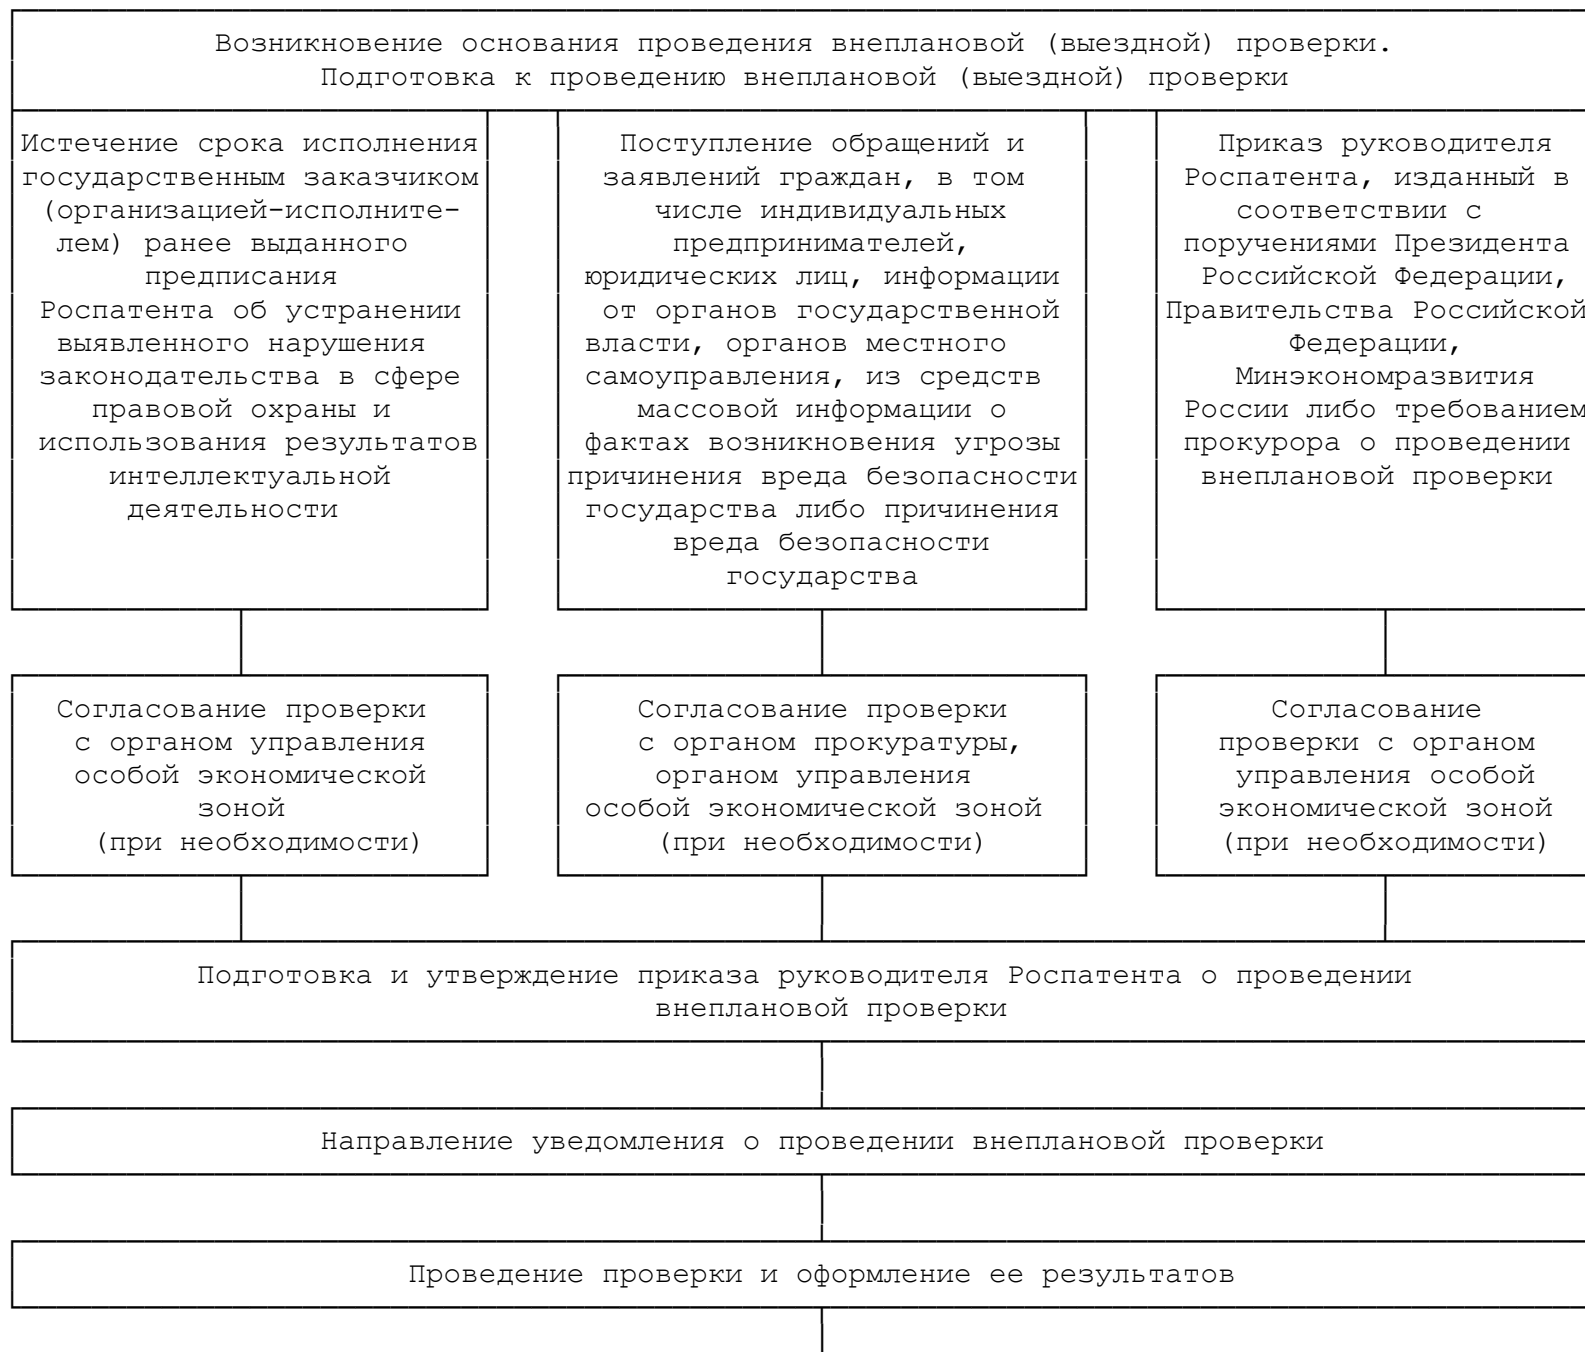 Возникновение основания проведения внеплановой (выездной) проверки.
Подготовка к проведению внеплановой (выездной) проверки
Истечение срока исполнения
государственным заказчиком
(организацией-исполните-
лем) ранее выданного
предписания
Роспатента об устранении
выявленного нарушения
законодательства в сфере
правовой охраны и
использования результатов
интеллектуальной
деятельности
Поступление обращений и
заявлений граждан, в том
числе индивидуальных
предпринимателей,
юридических лиц, информации
от органов государственной
власти, органов местного
самоуправления, из средств
массовой информации о
фактах возникновения угрозы
причинения вреда безопасности
государства либо причинения
вреда безопасности
государства
Приказ руководителя
Роспатента, изданный в
соответствии с
поручениями Президента
Российской Федерации,
Правительства Российской
Федерации,
Минэкономразвития
России либо требованием
прокурора о проведении
внеплановой проверки
Согласование проверки
с органом управления
особой экономической
зоной
(при необходимости)
Согласование проверки
с органом прокуратуры,
органом управления
особой экономической зоной
(при необходимости)
Согласование
проверки с органом
управления особой
экономической зоной
(при необходимости)
Подготовка и утверждение приказа руководителя Роспатента о проведении
внеплановой проверки
Направление уведомления о проведении внеплановой проверки
Проведение проверки и оформление ее результатов